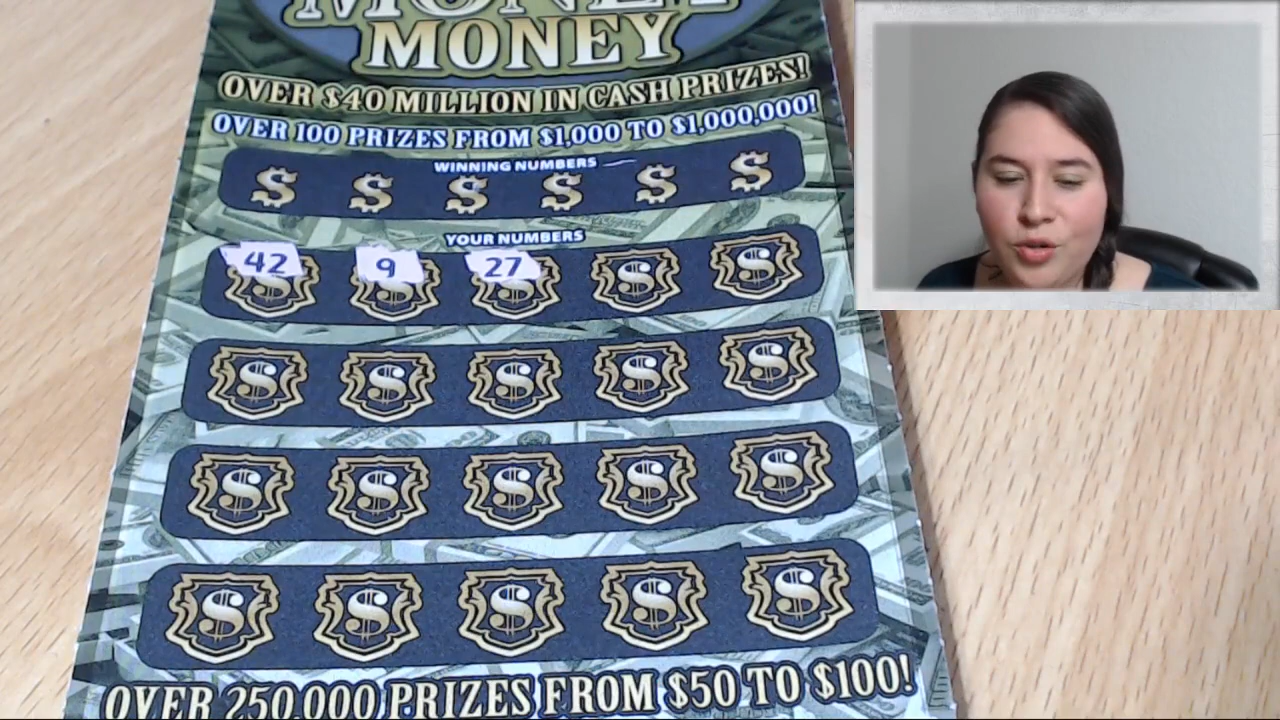 MONEY
MONEY
OVER $40 MILLION IN CASH PRIZES!
OVER 100 PRIZES FROM $1,000 TO $1,000,000!
WINNING NUMBERS
$ $ $ $ $ $
YOUR NUMBERS
42 9 27
$ $ $ $ $
$ $ $ $ $
$ $ $ $ $
$ $ $ $ $
OVER 250,000 PRIZES FROM $50 TO $100!